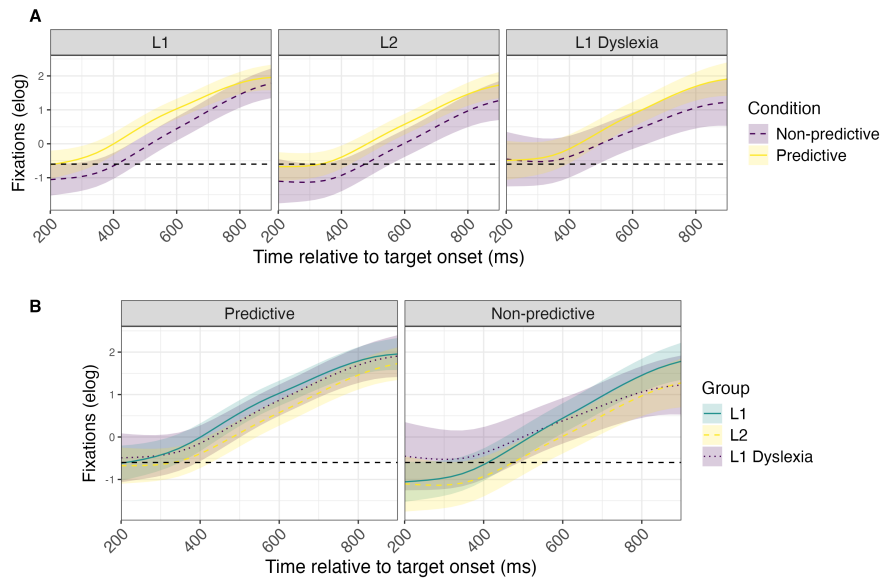 A
L1 L2 L1 Dyslexia
Fixations (elog)
2
1
0
-1
200 400 600 800 200 400 600 800 200 400 600 800
Time relative to target onset (ms)
Condition
Non-predictive
Predictive
B
Predictive Non-predictive
Fixations (elog)
2
1
0
-1
200 400 600 800 200 400 600 800
Time relative to target onset (ms)
Group
L1
L2
L1 Dyslexia